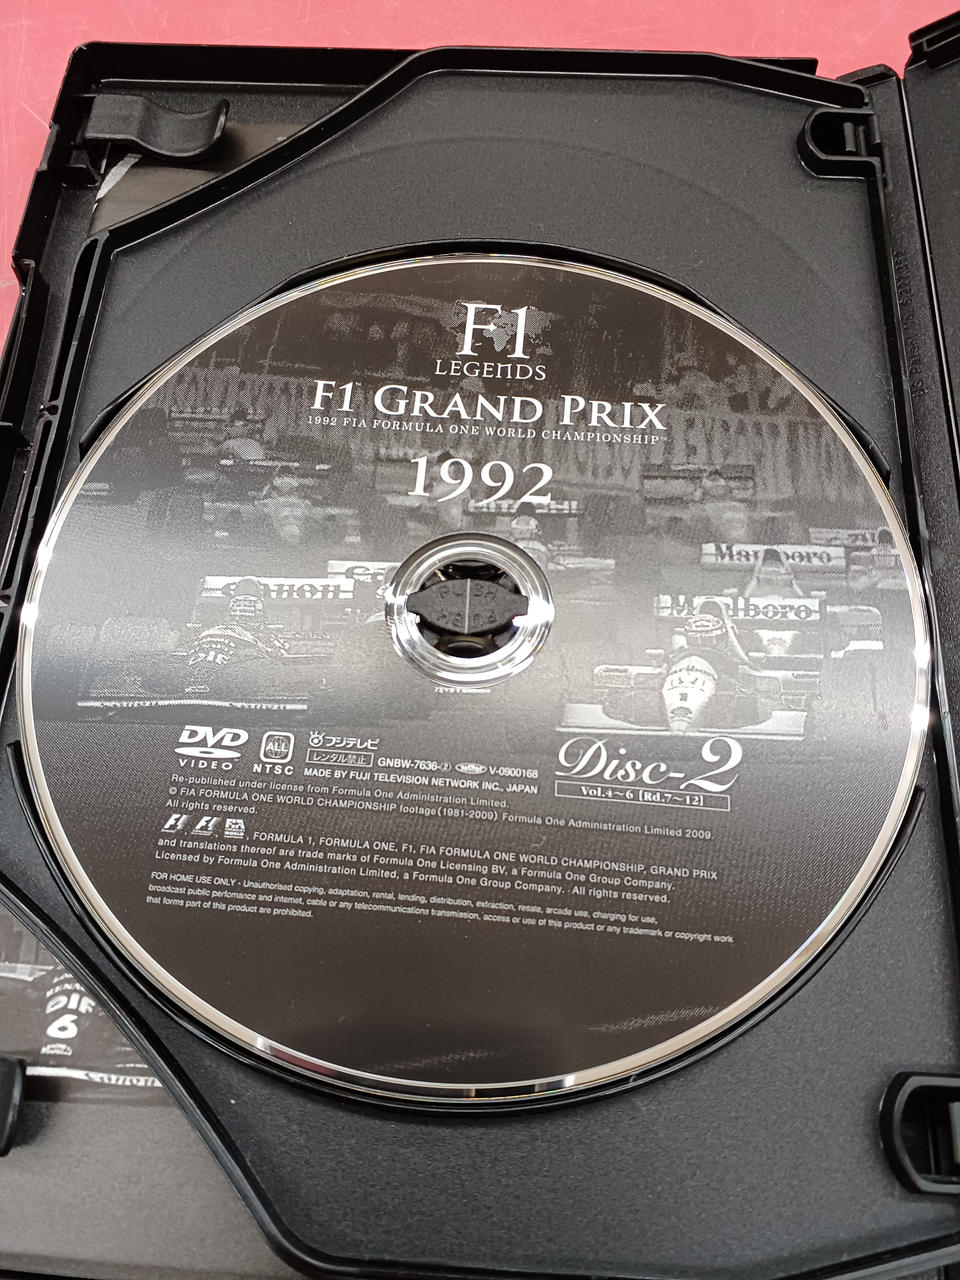 F1
LEGENDS
F1™ GRAND PRIX
1992 FIA FORMULA ONE WORLD CHAMPIONSHIP™
1992
HITACHI
Marlboro
Canon
Marlboro
PUSH
DVD
VIDEO
ALL
NTSC
フジテレビ
レンタル禁止
GNBW-7636-②
V-0900168
MADE BY FUJI TELEVISION NETWORK INC., JAPAN
Disc-2
Vol.4～6 [Rd.7～12]
Re-published under license from Formula One Administration Limited.
© FIA FORMULA ONE WORLD CHAMPIONSHIP footage(1981-2009) Formula One Administration Limited 2009.
All rights reserved.
F1 F1 FIA , FORMULA 1, FORMULA ONE, F1, FIA FORMULA ONE WORLD CHAMPIONSHIP, GRAND PRIX
and translations thereof are trade marks of Formula One Licensing BV, a Formula One Group Company.
Licensed by Formula One Administration Limited, a Formula One Group Company. All rights reserved.
FOR HOME USE ONLY - Unauthorised copying, adaptation, rental, lending, distribution, extraction, resale, arcade use, charging for use,
broadcast public performance and internet, cable or any telecommunications transmission, access or use of this product or any trademark or copyright work
that forms part of this product are prohibited.
6
Canon